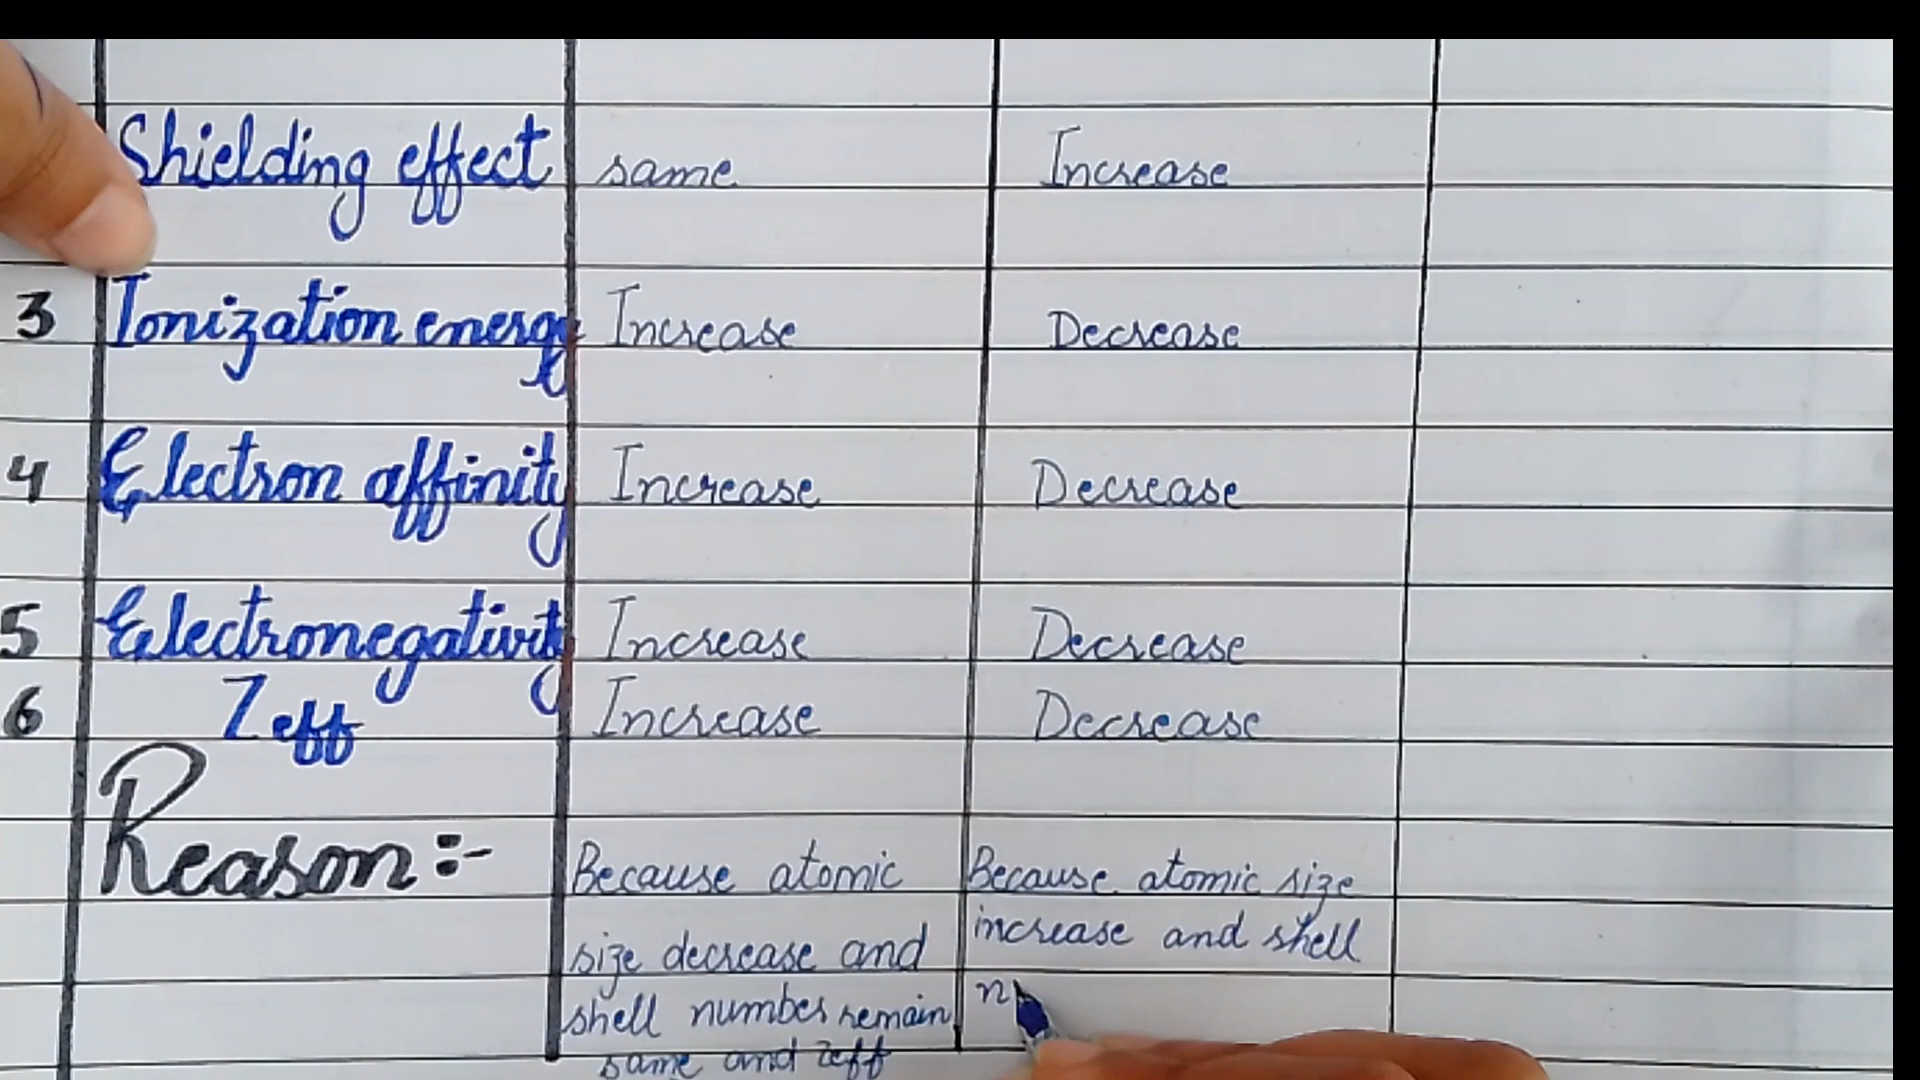 Shielding effect same Increase
3 Ionization energy Increase Decrease
4 Electron affinity Increase Decrease
5 Electronegativity Increase Decrease
6 Zeff Increase Decrease
Reason:-
Because atomic
size decrease and
shell number remain
same and Zeff
Because atomic size
increase and shell
n